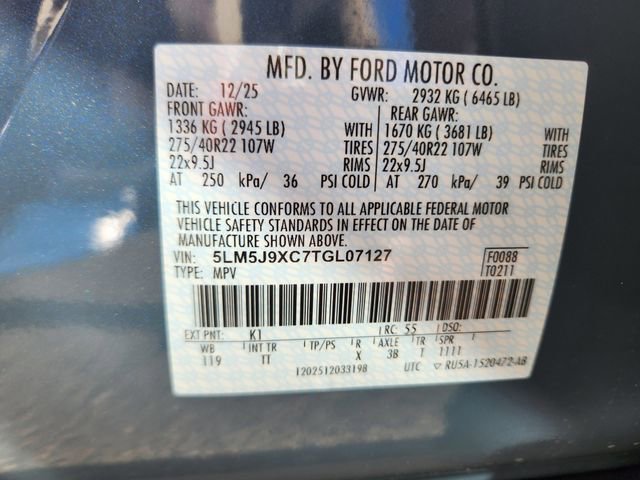 MFD. BY FORD MOTOR CO.
DATE: 12/25 GVWR: 2932 KG ( 6465 LB)
FRONT GAWR: REAR GAWR:
1336 KG ( 2945 LB) WITH 1670 KG ( 3681 LB) WITH
275/40R22 107W TIRES 275/40R22 107W TIRES
22x9.5J RIMS 22x9.5J RIMS
AT 250 kPa/ 36 PSI COLD AT 270 kPa/ 39 PSI COLD
THIS VEHICLE CONFORMS TO ALL APPLICABLE FEDERAL MOTOR
VEHICLE SAFETY STANDARDS IN EFFECT ON THE DATE OF
MANUFACTURE SHOWN ABOVE.
VIN: 5LM5J9XC7TGL07127 F0088
TYPE: MPV T0211
EXT PNT: K1 RC: 55 DSO:
WB INT TR TP/PS R AXLE TR SPR
119 TT X 3B T 1111
1202512033198 UTC ▽ RU5A-1520472-AB